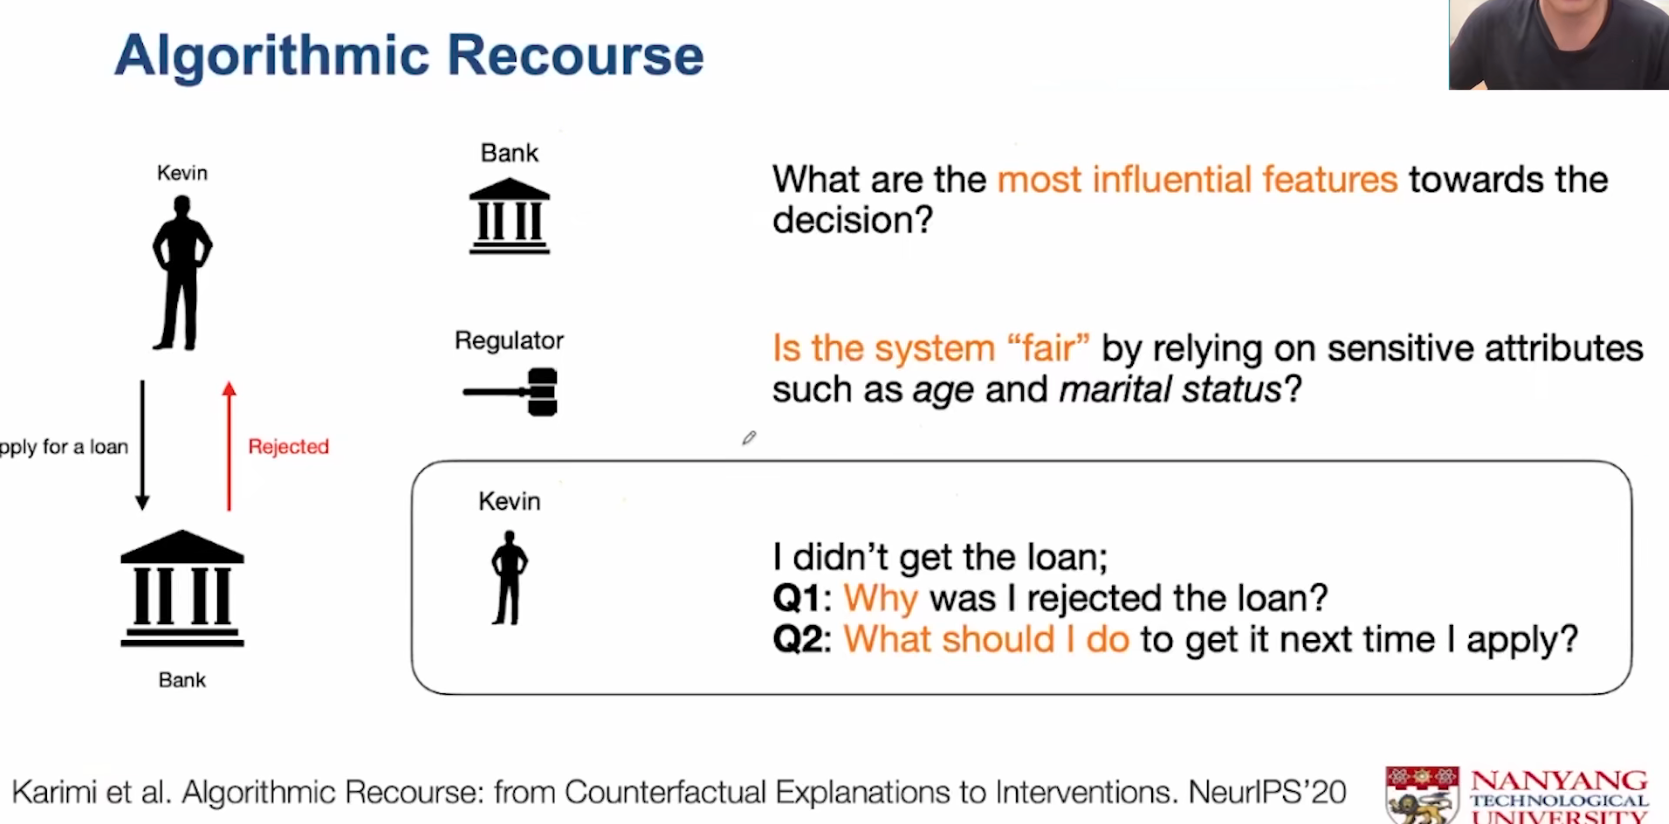 Algorithmic Recourse
Kevin
pply for a loan
Rejected
Bank
Bank
What are the most influential features towards the
decision?
Regulator
Is the system “fair” by relying on sensitive attributes
such as age and marital status?
Kevin
I didn’t get the loan;
Q1: Why was I rejected the loan?
Q2: What should I do to get it next time I apply?
Karimi et al. Algorithmic Recourse: from Counterfactual Explanations to Interventions. NeurIPS’20
NANYANG
TECHNOLOGICAL
UNIVERSITY